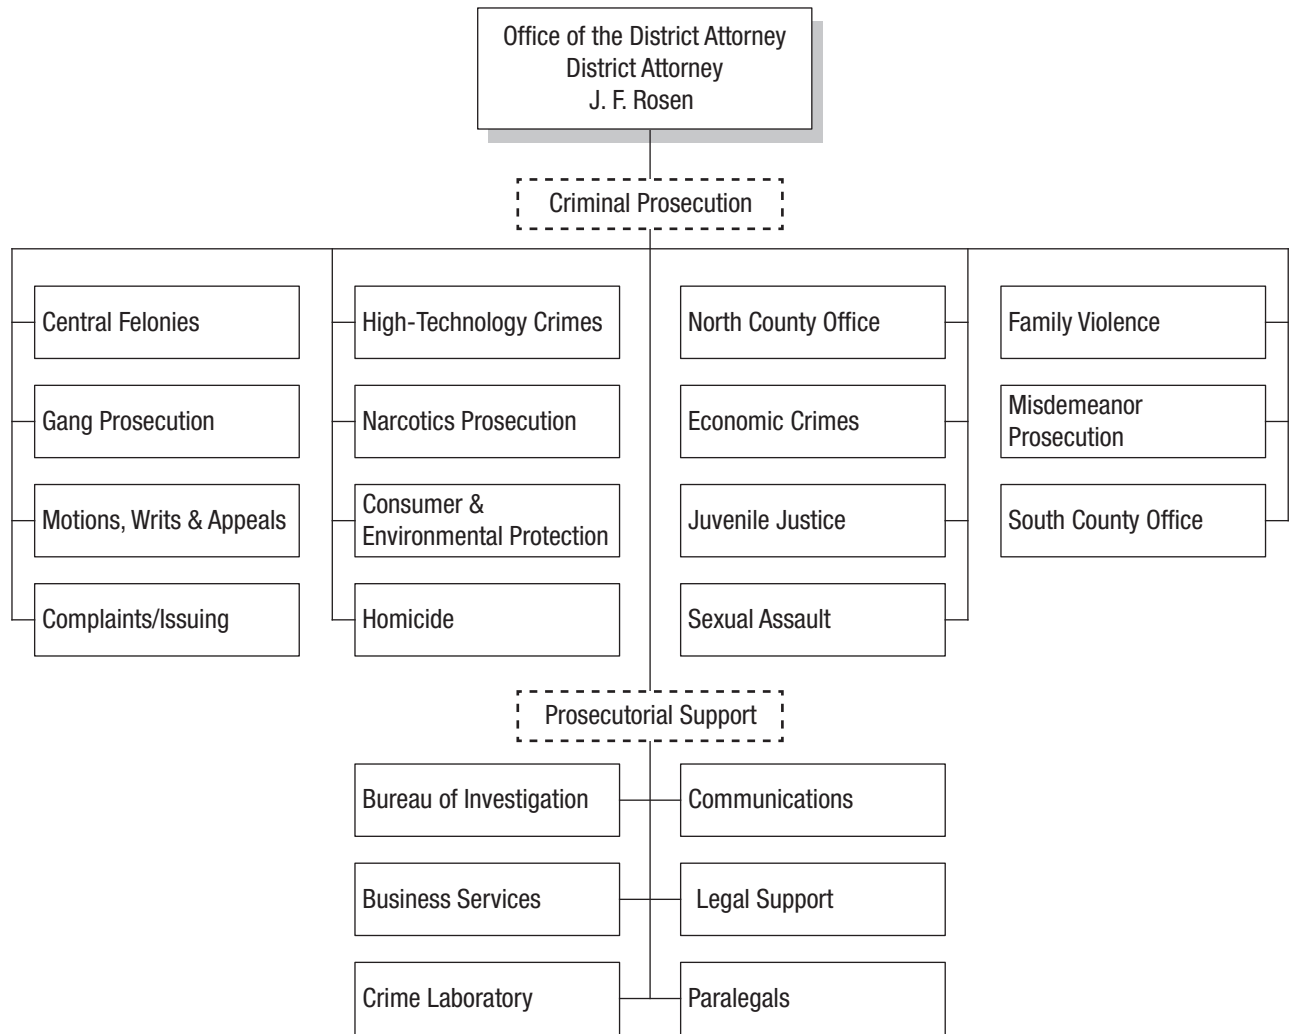 Office of the District Attorney
District Attorney
J. F. Rosen
Criminal Prosecution
Central Felonies
High-Technology Crimes
North County Office
Family Violence
Gang Prosecution
Narcotics Prosecution
Economic Crimes
Misdemeanor
Prosecution
Motions, Writs & Appeals
Consumer &
Environmental Protection
Juvenile Justice
South County Office
Complaints/Issuing
Homicide
Sexual Assault
Prosecutorial Support
Bureau of Investigation
Communications
Business Services
Legal Support
Crime Laboratory
Paralegals